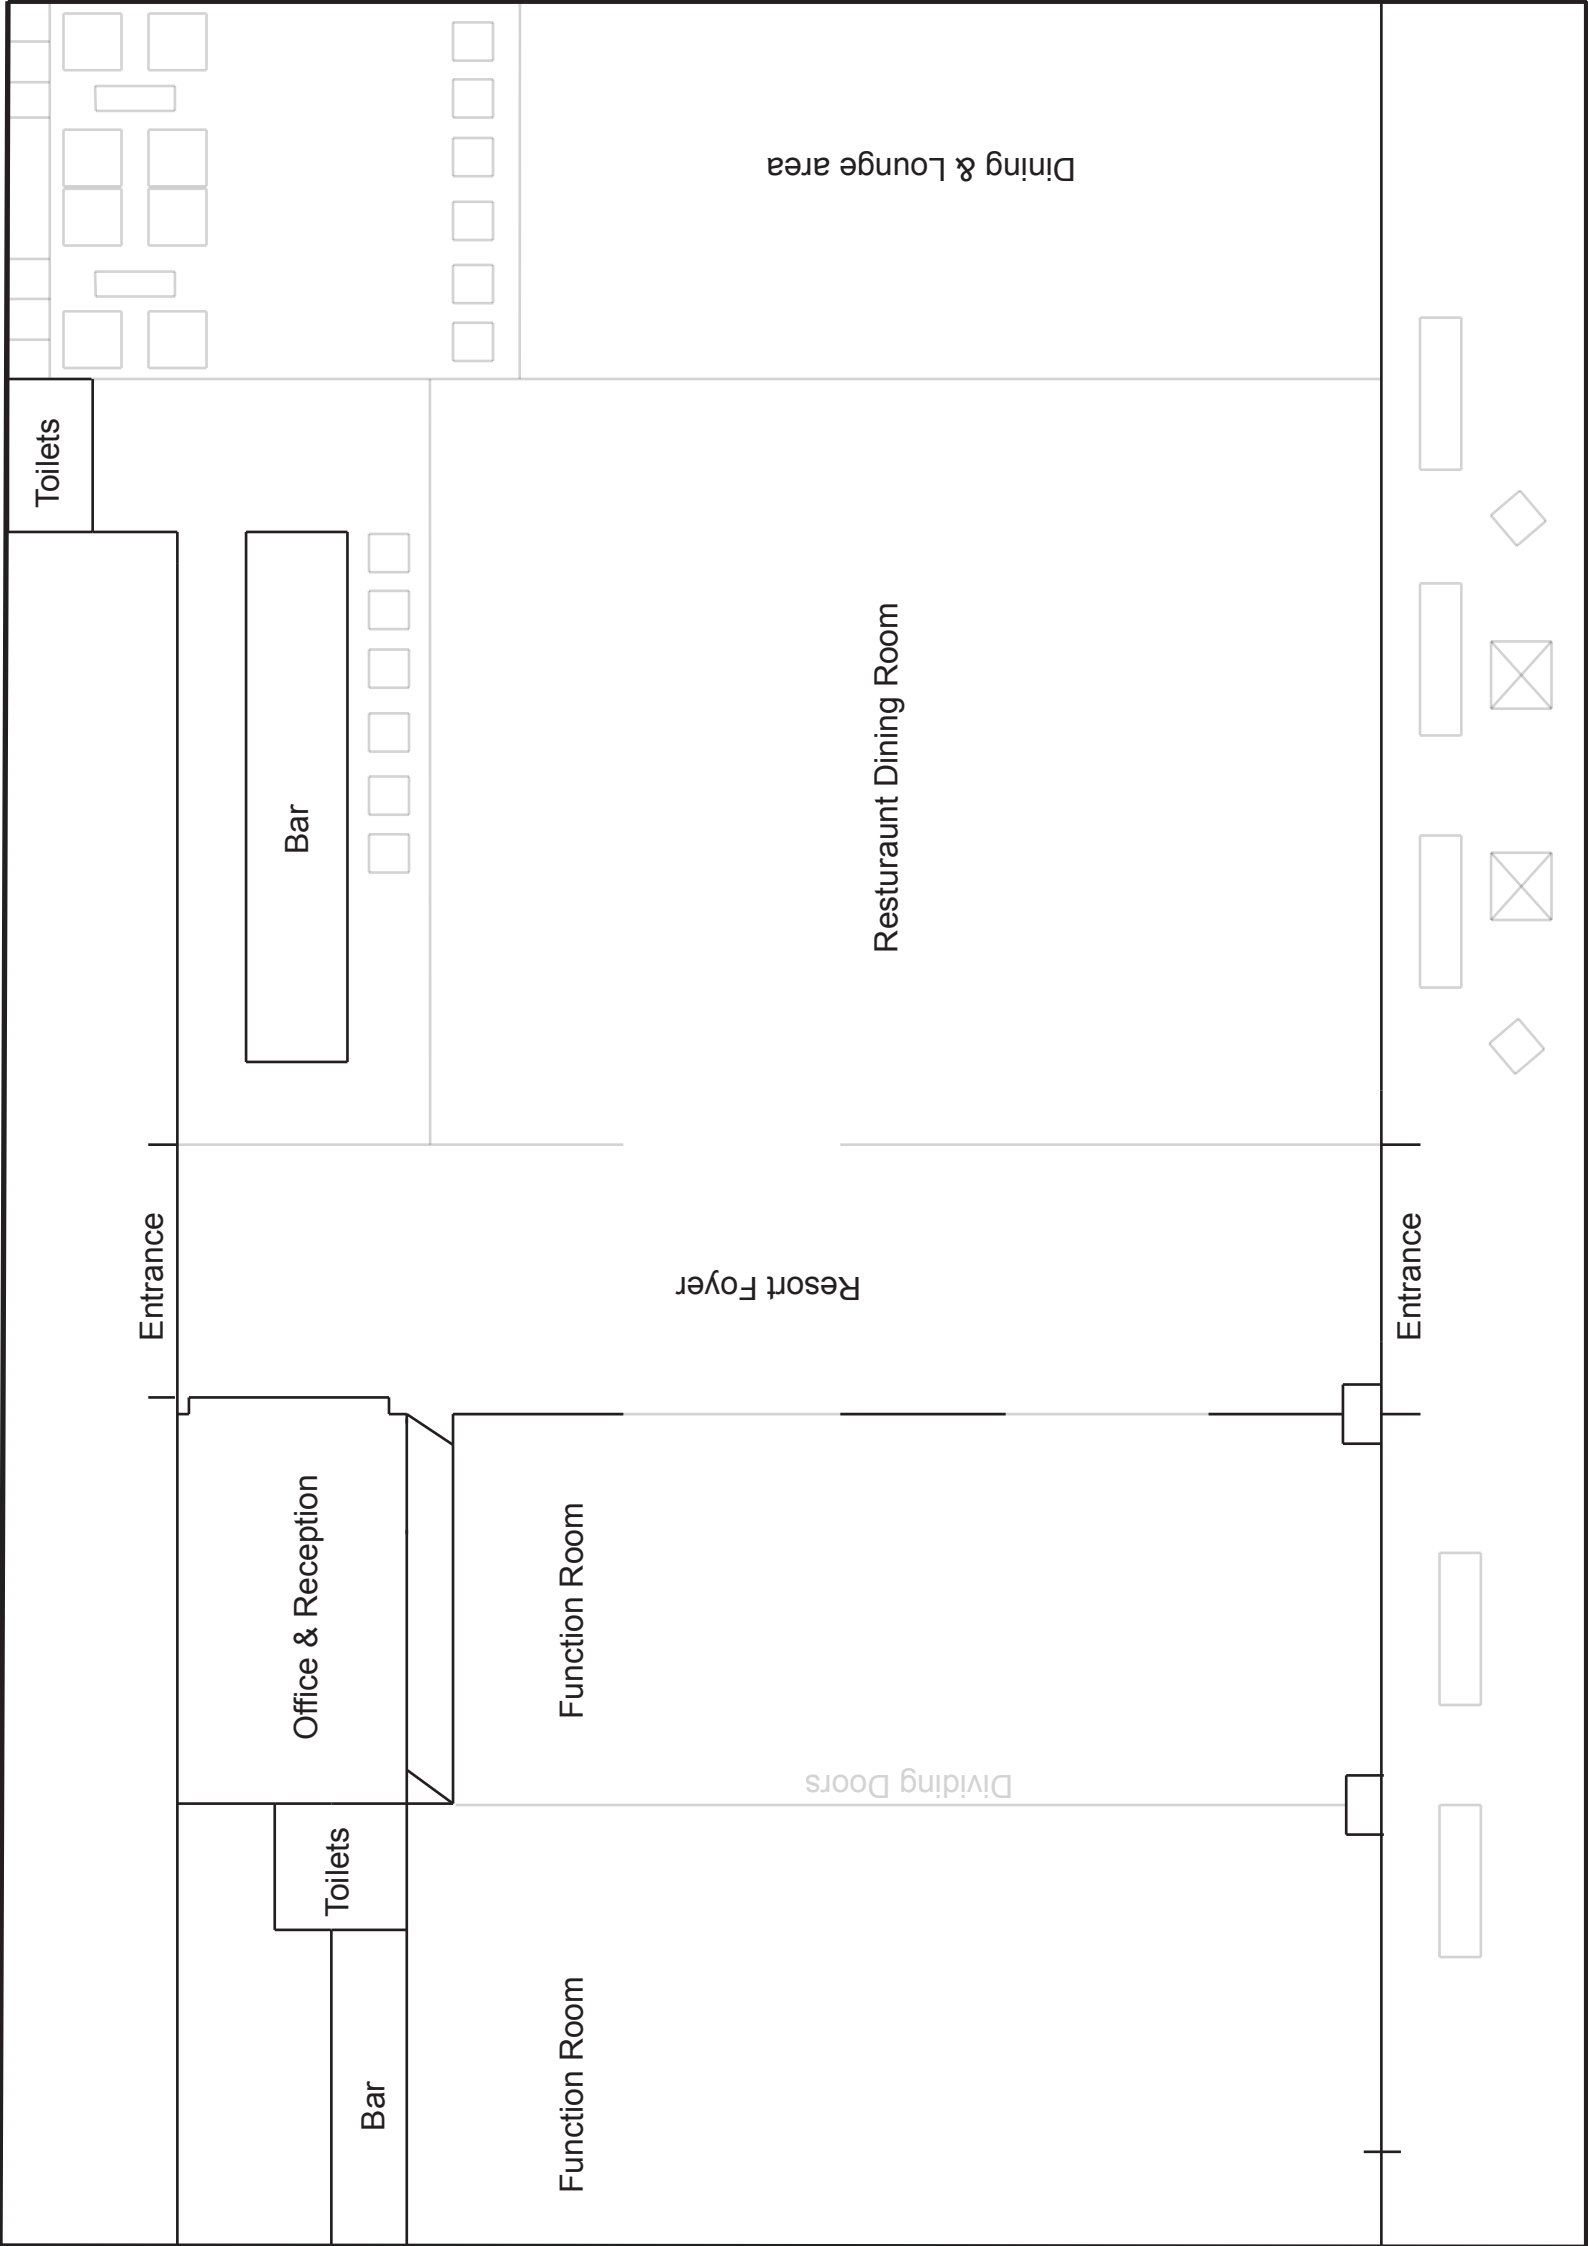 Dining & Lounge area
Toilets
Bar
Resturaunt Dining Room
Entrance
Entrance
Resort Foyer
Office & Reception
Function Room
Dividing Doors
Toilets
Bar
Function Room